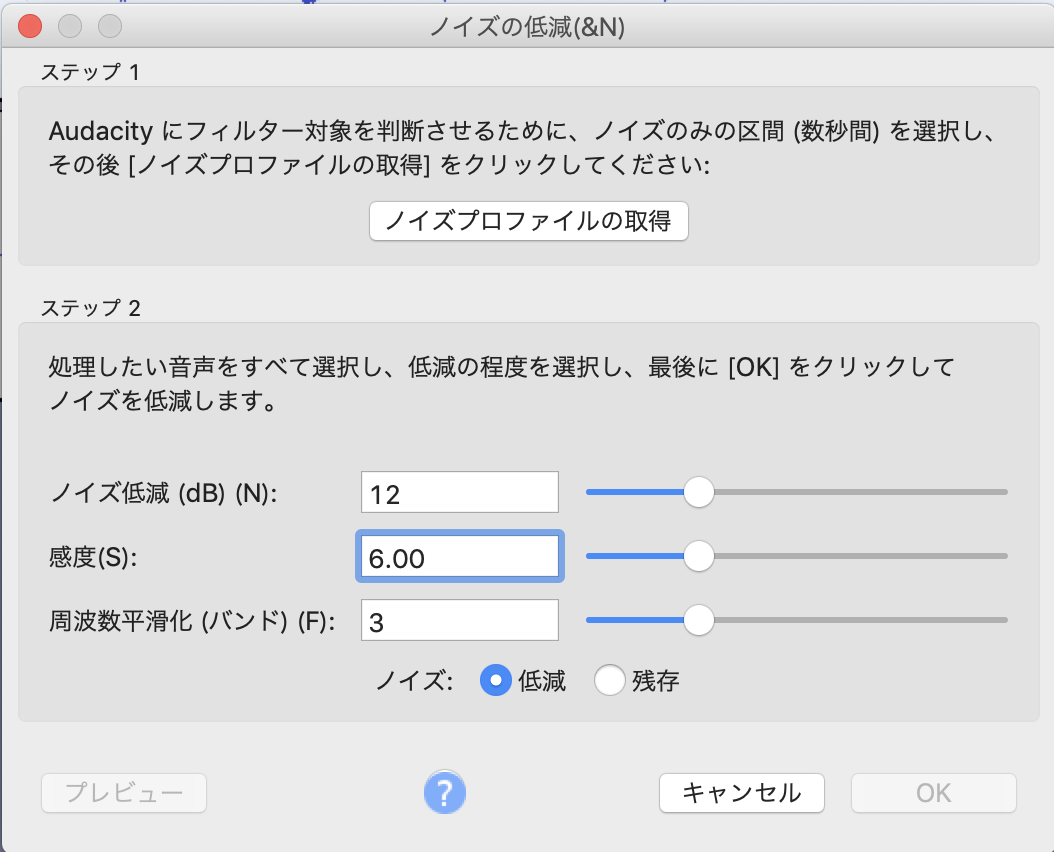 ノイズの低減(&N)
ステップ 1
Audacity にフィルター対象を判断させるために、ノイズのみの区間 (数秒間) を選択し、
その後 [ノイズプロファイルの取得] をクリックしてください:
ノイズプロファイルの取得
ステップ 2
処理したい音声をすべて選択し、低減の程度を選択し、最後に [OK] をクリックして
ノイズを低減します。
ノイズ低減 (dB) (N): 12
感度(S): 6.00
周波数平滑化 (バンド) (F): 3
ノイズ: 低減 残存
プレビュー ? キャンセル OK